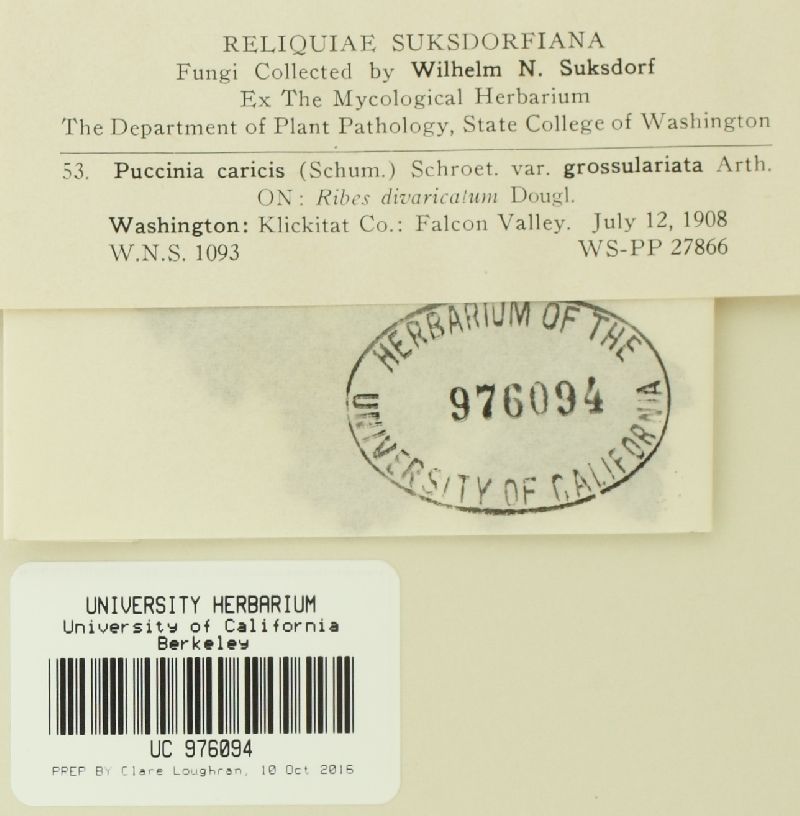 RELIQUIAE SUKSDORFIANA
Fungi Collected by Wilhelm N. Suksdorf
Ex The Mycological Herbarium
The Department of Plant Pathology, State College of Washington
53. Puccinia caricis (Schum.) Schroet. var. grossulariata Arth.
ON: Ribes divaricatum Dougl.
Washington: Klickitat Co.: Falcon Valley. July 12, 1908
W.N.S. 1093 WS-PP 27866
HERBARIUM OF THE
976094
UNIVERSITY OF CALIFORNIA
UNIVERSITY HERBARIUM
University of California
Berkeley
UC 976094
PREP BY Clare Loughran, 10 Oct 2016